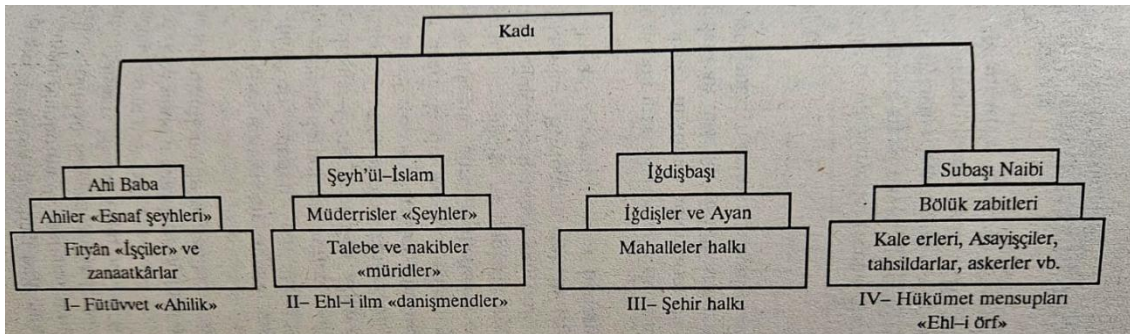 Kadı
Ahi Baba
Ahiler «Esnaf şeyhleri»
Fityân «İşçiler» ve
zanaatkârlar
I– Fütüvvet «Ahilik»
Şeyh'ül–İslam
Müderrisler «Şeyhler»
Talebe ve nakibler
«müridler»
II– Ehl–i ilm «danişmendler»
İğdişbaşı
İğdişler ve Ayan
Mahalleler halkı
III– Şehir halkı
Subaşı Naibi
Bölük zabitleri
Kale erleri, Asayişçiler,
tahsildarlar, askerler vb.
IV– Hükümet mensupları
«Ehl–i örf»